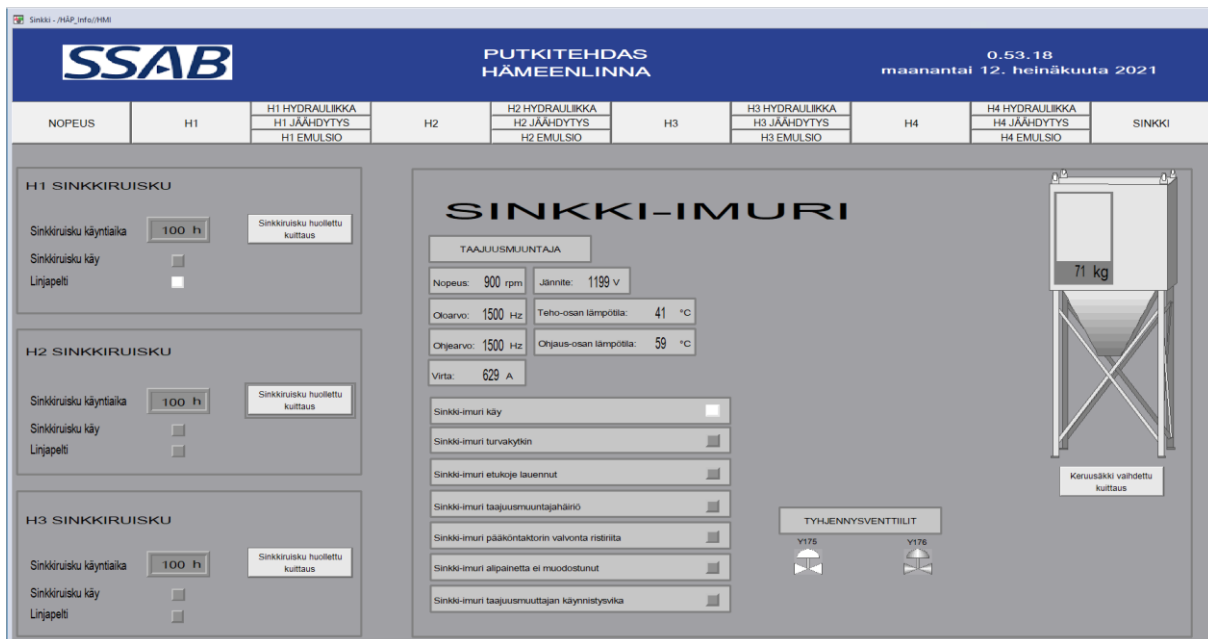 Sinkki - /HÄP_Info//HMI
SSAB
PUTKITEHDAS
HÄMEENLINNA
0.53.18
maanantai 12. heinäkuuta 2021
NOPEUS
H1
H1 HYDRAULIIKKA
H1 JÄÄHDYTYS
H1 EMULSIO
H2
H2 HYDRAULIIKKA
H2 JÄÄHDYTYS
H2 EMULSIO
H3
H3 HYDRAULIIKKA
H3 JÄÄHDYTYS
H3 EMULSIO
H4
H4 HYDRAULIIKKA
H4 JÄÄHDYTYS
H4 EMULSIO
SINKKI
H1 SINKKIRUISKU
Sinkkiruisku käyntiaika 100 h
Sinkkiruisku huollettu
kuittaus
Sinkkiruisku käy
Linjapelti
H2 SINKKIRUISKU
Sinkkiruisku käyntiaika 100 h
Sinkkiruisku huollettu
kuittaus
Sinkkiruisku käy
Linjapelti
H3 SINKKIRUISKU
Sinkkiruisku käyntiaika 100 h
Sinkkiruisku huollettu
kuittaus
Sinkkiruisku käy
Linjapelti
SINKKI-IMURI
TAAJUUSMUUNTAJA
Nopeus: 900 rpm Jännite: 1199 V
Oloarvo: 1500 Hz Teho-osan lämpötila: 41 °C
Ohjearvo: 1500 Hz Ohjaus-osan lämpötila: 59 °C
Virta: 629 A
Sinkki-imuri käy
Sinkki-imuri turvakytkin
Sinkki-imuri etukoje lauennut
Sinkki-imuri taajuusmuuntajahäiriö
Sinkki-imuri pääköntaktorin valvonta ristiriita
Sinkki-imuri alipainetta ei muodostunut
Sinkki-imuri taajuusmuuttajan käynnistysvika
71 kg
Keruusäkki vaihdettu
kuittaus
TYHJENNYSVENTTIILIT
Y175 Y176